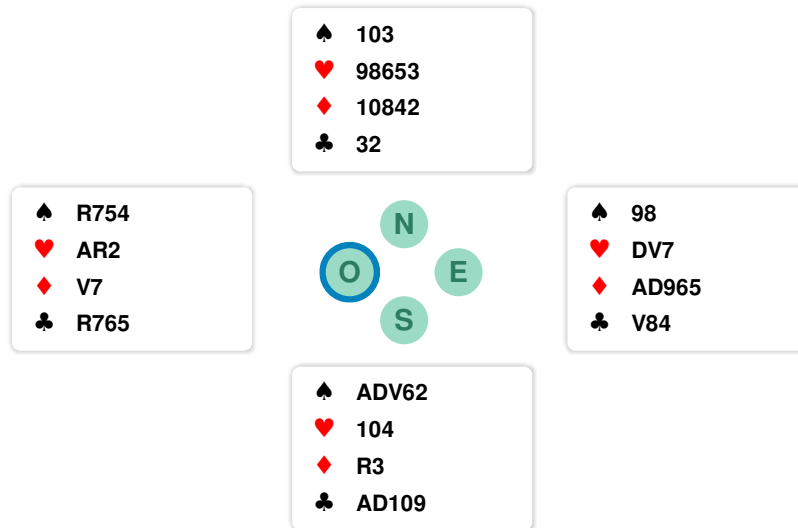 ♠ 103
♥ 98653
♦ 10842
♣ 32
♠ R754
♥ AR2
♦ V7
♣ R765
N
O
E
S
♠ 98
♥ DV7
♦ AD965
♣ V84
♠ ADV62
♥ 104
♦ R3
♣ AD109